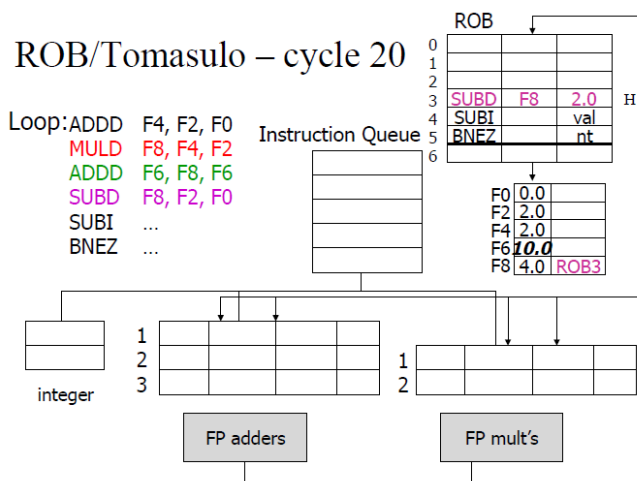 ROB/Tomasulo – cycle 20
ROB
0
1
2
3 SUBD F8 2.0 H
4 SUBI val
5 BNEZ nt
6
Loop: ADDD F4, F2, F0
MULD F8, F4, F2
ADDD F6, F8, F6
SUBD F8, F2, F0
SUBI ...
BNEZ ...
Instruction Queue
F0 0.0
F2 2.0
F4 2.0
F6 10.0
F8 4.0 ROB3
integer
1
2
3
FP adders
1
2
FP mult's